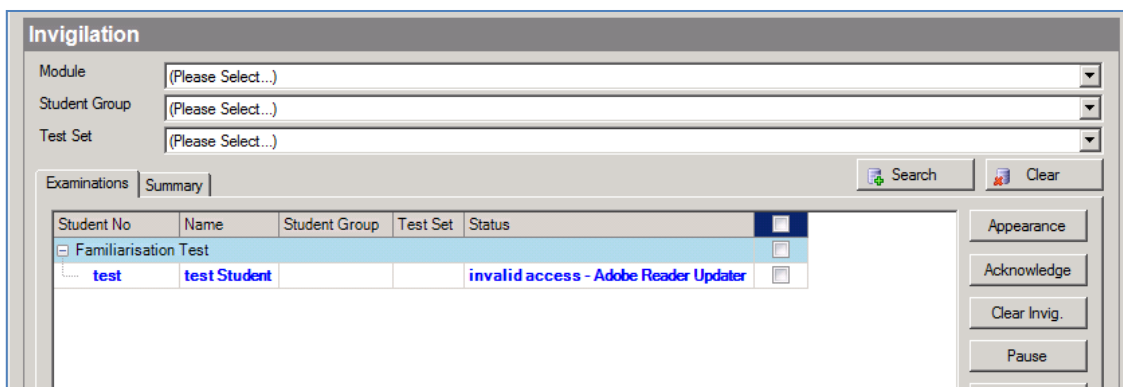 Invigilation
Module (Please Select...)
Student Group (Please Select...)
Test Set (Please Select...)
Search Clear
Examinations Summary
Student No Name Student Group Test Set Status
Familiarisation Test
test test Student invalid access - Adobe Reader Updater
Appearance
Acknowledge
Clear Invig.
Pause